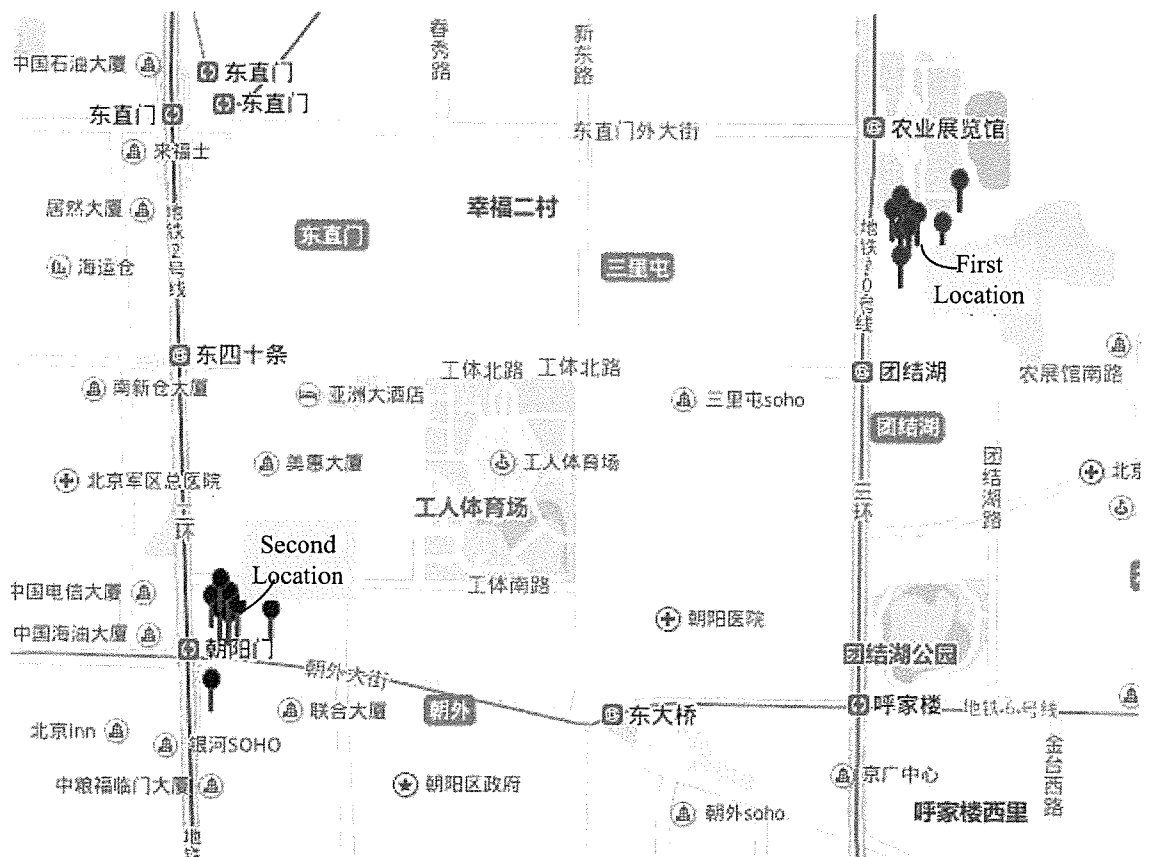 春秀路
新东路
中国石油大厦
东直门
东直门
东直门
东直门外大街
农业展览馆
来福士
居然大厦
幸福二村
地铁2号线
东直门
海运仓
三里屯
地铁10号线
First
Location
东四十条
工体北路
工体北路
团结湖
农展馆南路
南新仓大厦
亚洲大酒店
三里屯soho
团结湖
美惠大厦
工人体育场
团结湖路
北京军区总医院
北京
工人体育场
二环
三环
Second
Location
中国电信大厦
工体南路
中国海油大厦
朝阳医院
朝阳门
团结湖公园
朝外大街
联合大厦
朝外
东大桥
呼家楼
地铁6号线
北京Inn
银河SOHO
金台西路
中粮福临门大厦
朝阳区政府
京广中心
朝外soho
呼家楼西里
地铁